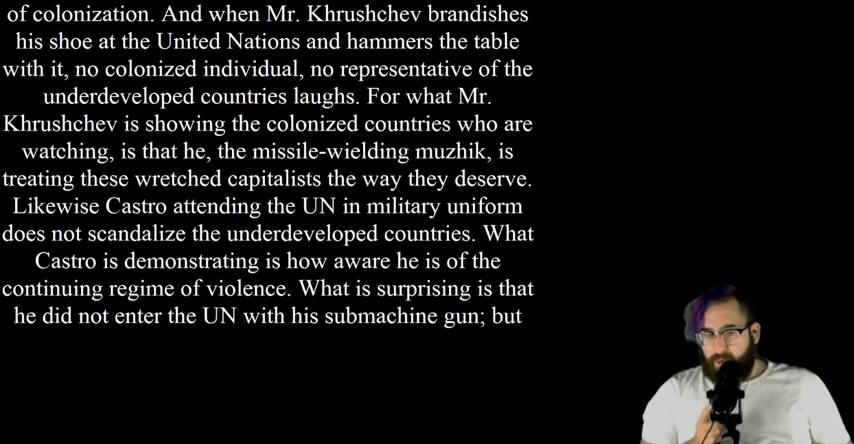 of colonization. And when Mr. Khrushchev brandishes
his shoe at the United Nations and hammers the table
with it, no colonized individual, no representative of the
underdeveloped countries laughs. For what Mr.
Khrushchev is showing the colonized countries who are
watching, is that he, the missile-wielding muzhik, is
treating these wretched capitalists the way they deserve.
Likewise Castro attending the UN in military uniform
does not scandalize the underdeveloped countries. What
Castro is demonstrating is how aware he is of the
continuing regime of violence. What is surprising is that
he did not enter the UN with his submachine gun; but